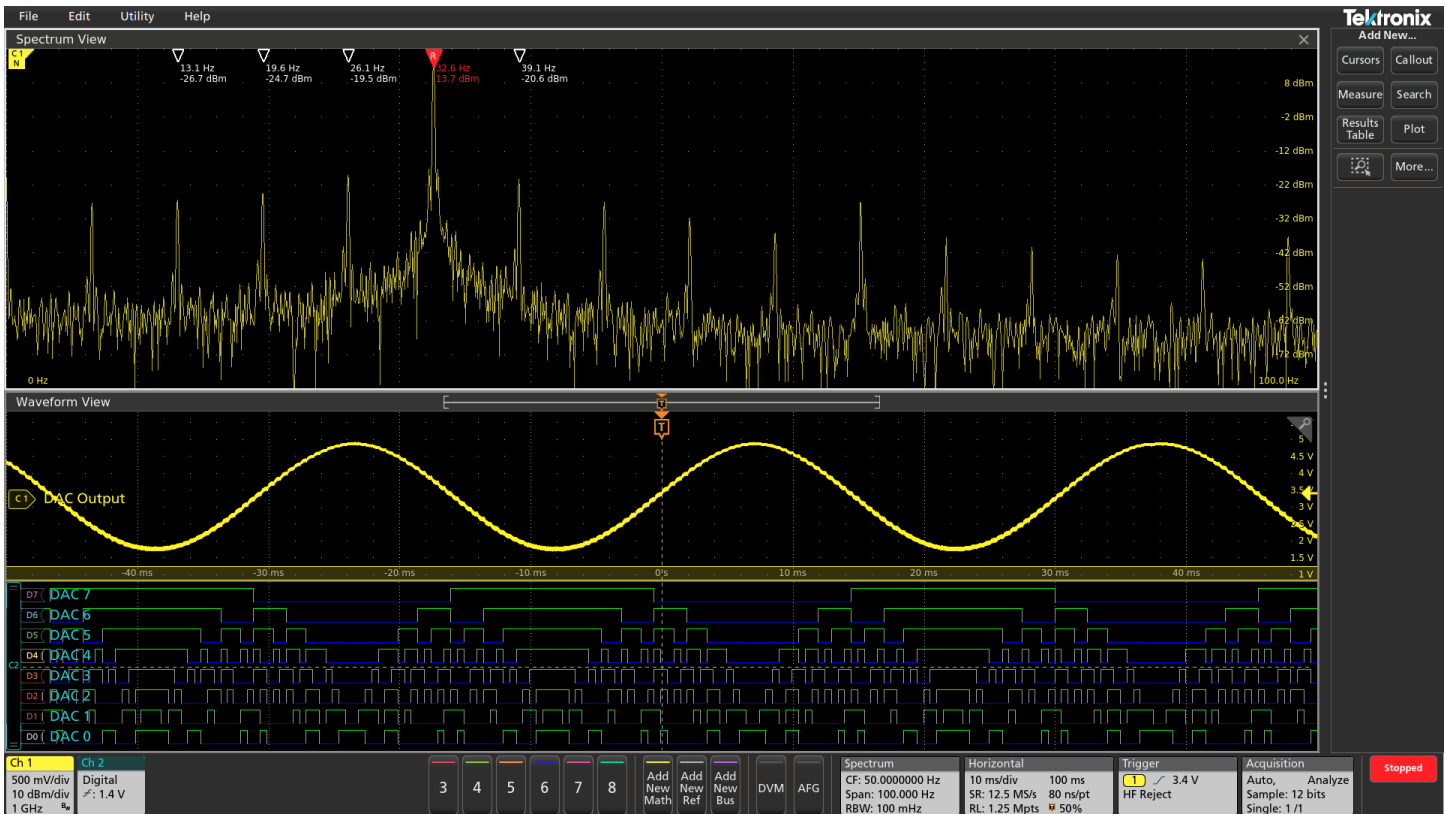 File Edit Utility Help
Tektronix
Add New...
Cursors Callout
Measure Search
Results Table Plot
More...
Spectrum View
C 1
N
13.1 Hz
-26.7 dBm
19.6 Hz
-24.7 dBm
26.1 Hz
-19.5 dBm
R
32.6 Hz
13.7 dBm
39.1 Hz
-20.6 dBm
8 dBm
-2 dBm
-12 dBm
-22 dBm
-32 dBm
-42 dBm
-52 dBm
-62 dBm
-72 dBm
0 Hz 100.0 Hz
Waveform View
T
T
C 1 DAC Output
5
4.5 V
4 V
3.5
3 V
2.5 V
2 V
1.5 V
1 V
-40 ms -30 ms -20 ms -10 ms 0 s 10 ms 20 ms 30 ms 40 ms
C2
D7 DAC 7
D6 DAC 6
D5 DAC 5
D4 DAC 4
D3 DAC 3
D2 DAC 2
D1 DAC 1
D0 DAC 0
Ch 1
500 mV/div
10 dBm/div
1 GHz
Ch 2
Digital
: 1.4 V
3 4 5 6 7 8
Add New Math
Add New Ref
Add New Bus
DVM AFG
Spectrum
CF: 50.0000000 Hz
Span: 100.000 Hz
RBW: 100 mHz
Horizontal
10 ms/div 100 ms
SR: 12.5 MS/s 80 ns/pt
RL: 1.25 Mpts 50%
Trigger
1 3.4 V
HF Reject
Acquisition
Auto, Analyze
Sample: 12 bits
Single: 1 /1
Stopped